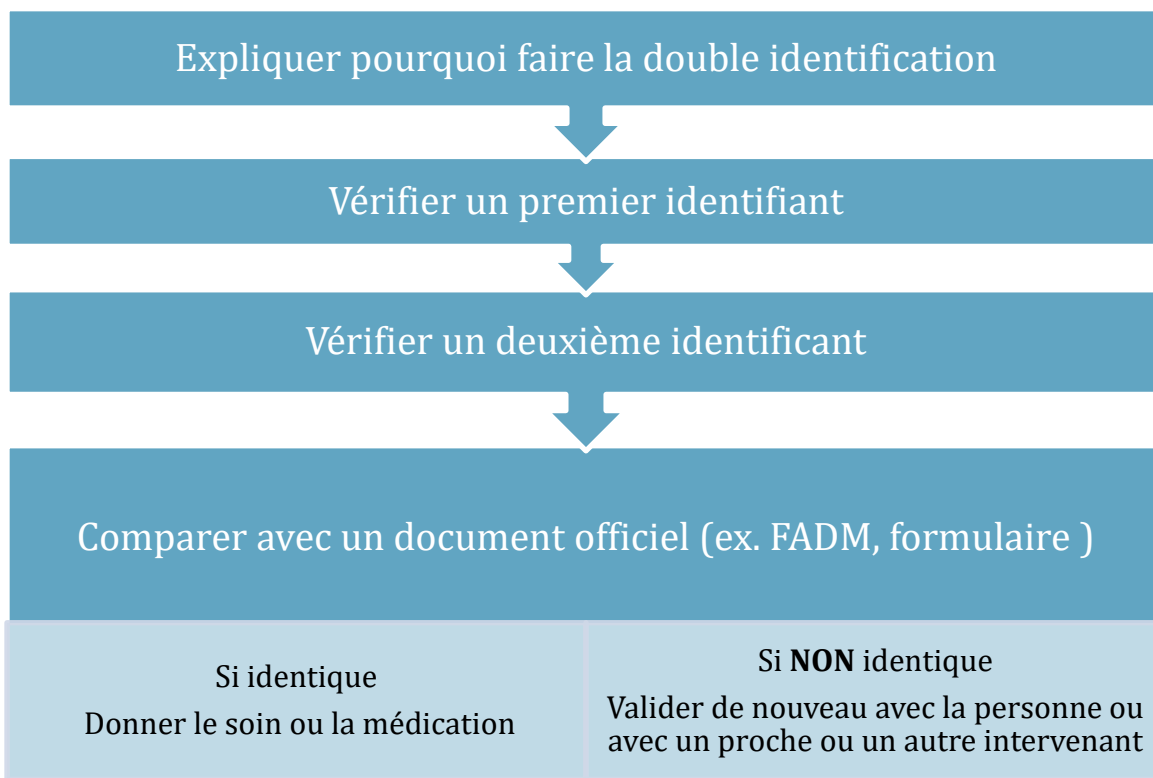 Expliquer pourquoi faire la double identification
Vérifier un premier identifiant
Vérifier un deuxième identificant
Comparer avec un document officiel (ex. FADM, formulaire )
Si identique
Donner le soin ou la médication
Si NON identique
Valider de nouveau avec la personne ou
avec un proche ou un autre intervenant